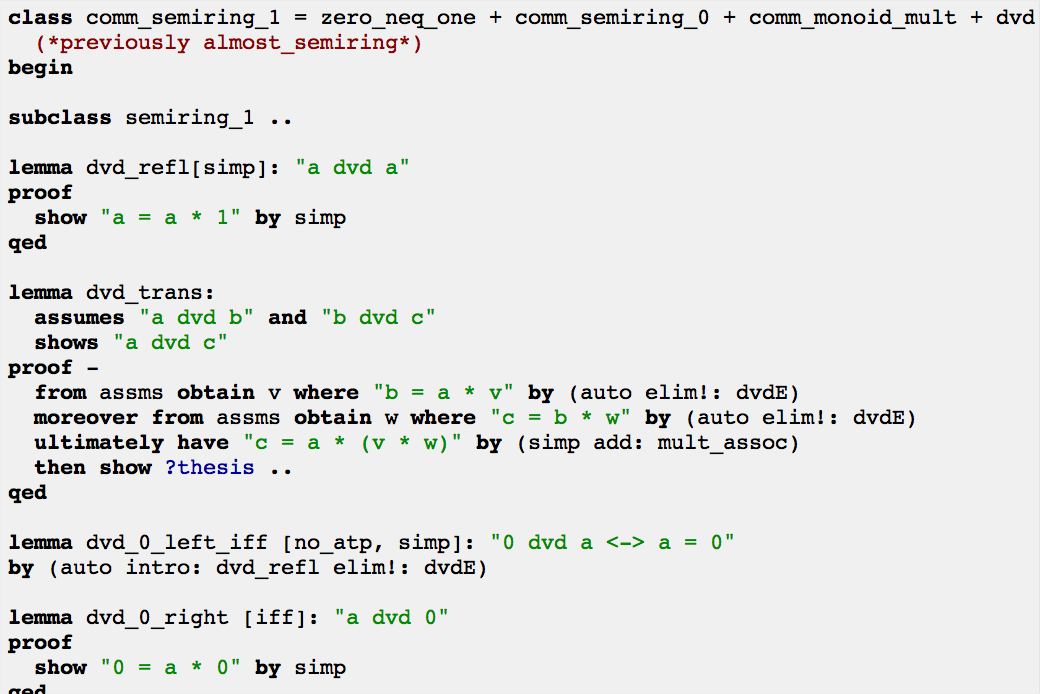 class comm_semiring_1 = zero_neq_one + comm_semiring_0 + comm_monoid_mult + dvd
  (*previously almost_semiring*)
begin

subclass semiring_1 ..

lemma dvd_refl[simp]: "a dvd a"
proof
  show "a = a * 1" by simp
qed

lemma dvd_trans:
  assumes "a dvd b" and "b dvd c"
  shows "a dvd c"
proof -
  from assms obtain v where "b = a * v" by (auto elim!: dvdE)
  moreover from assms obtain w where "c = b * w" by (auto elim!: dvdE)
  ultimately have "c = a * (v * w)" by (simp add: mult_assoc)
  then show ?thesis ..
qed

lemma dvd_0_left_iff [no_atp, simp]: "0 dvd a <-> a = 0"
by (auto intro: dvd_refl elim!: dvdE)

lemma dvd_0_right [iff]: "a dvd 0"
proof
  show "0 = a * 0" by simp
qed